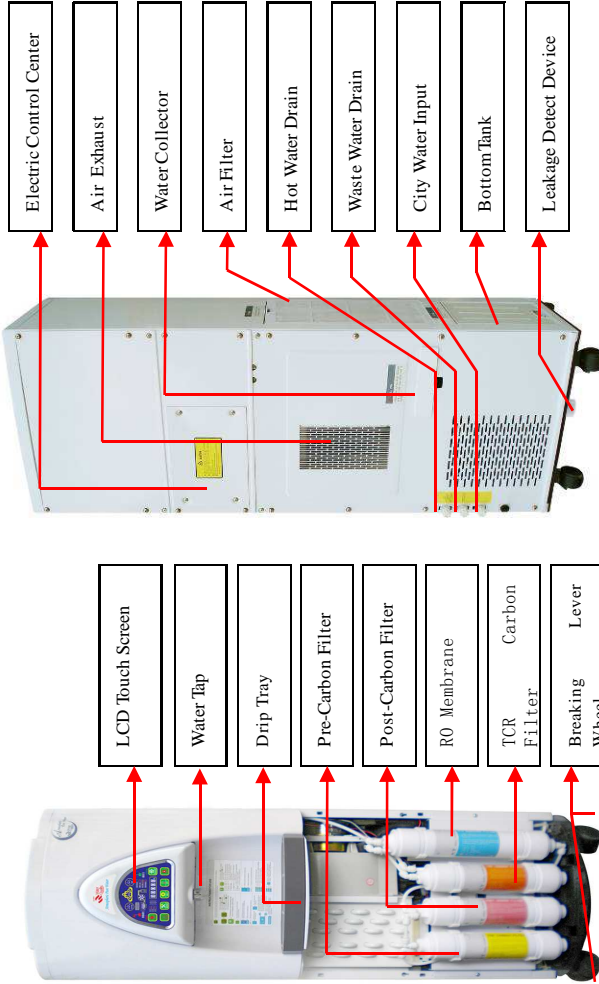 Electric Control Center
Air Exhaust
Water Collector
Air Filter
Hot Water Drain
Waste Water Drain
City Water Input
BottomTank
Leakage Detect Device
LCD Touch Screen
Water Tap
Drip Tray
Pre-Carbon Filter
Post-Carbon Filter
RO Membrane
TCR Carbon
Filter
Breaking Lever